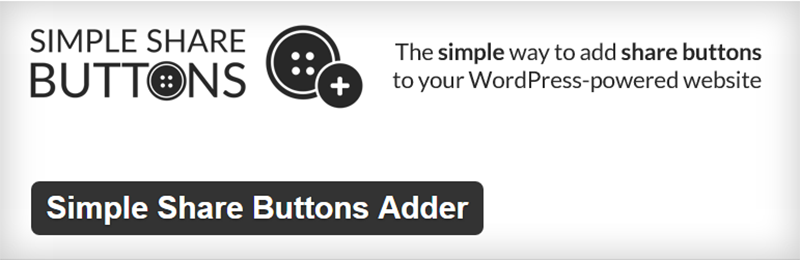 SIMPLE SHARE
BUTTONS
The simple way to add share buttons
to your WordPress-powered website
Simple Share Buttons Adder